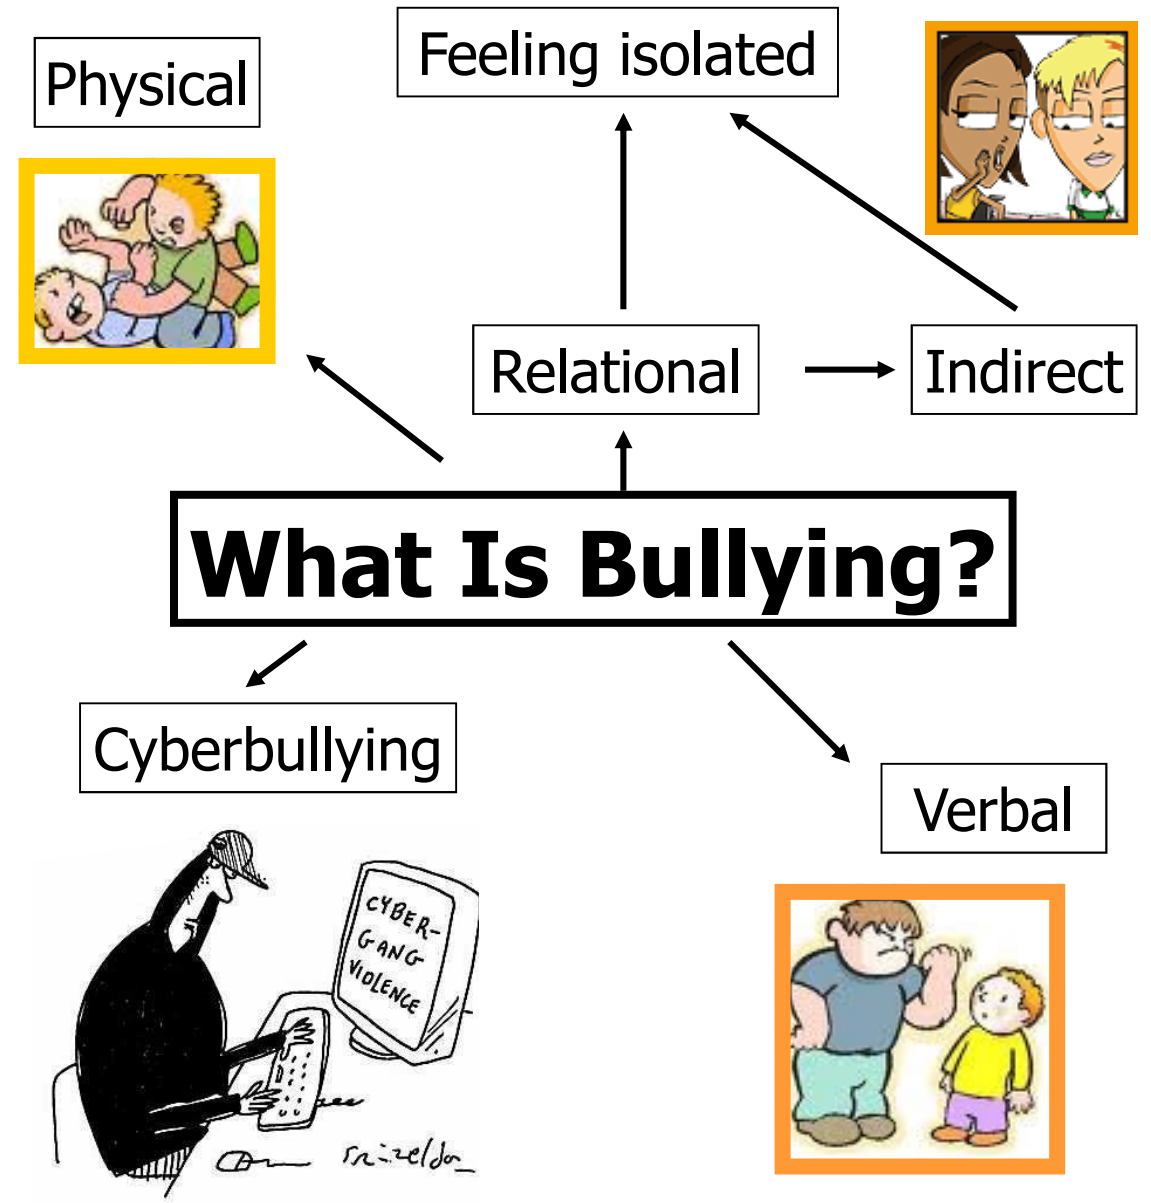 Feeling isolated
Physical
Relational
Indirect
What Is Bullying?
Cyberbullying
Verbal
CYBER-
GANG
VIOLENCE